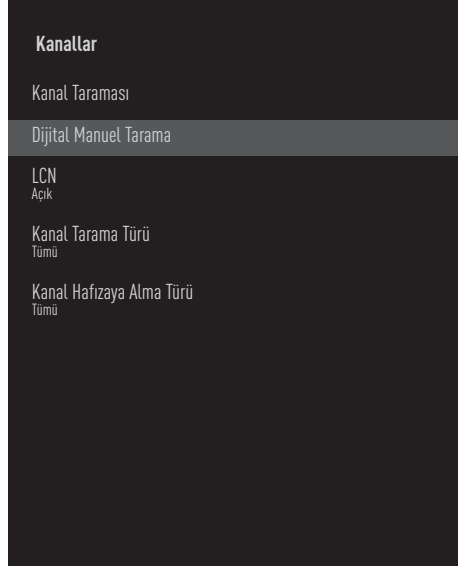 Kanallar
Kanal Taraması
Dijital Manuel Tarama
LCN
Açık
Kanal Tarama Türü
Tümü
Kanal Hafızaya Alma Türü
Tümü